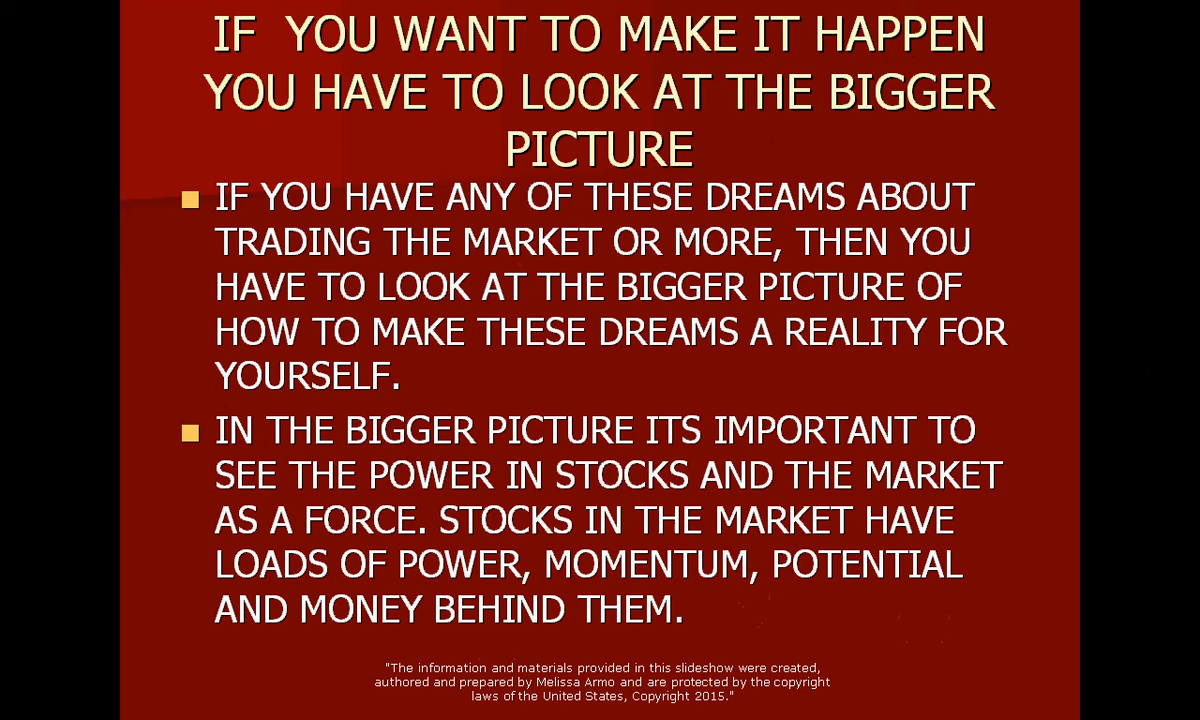 IF YOU WANT TO MAKE IT HAPPEN
YOU HAVE TO LOOK AT THE BIGGER
PICTURE
IF YOU HAVE ANY OF THESE DREAMS ABOUT
TRADING THE MARKET OR MORE, THEN YOU
HAVE TO LOOK AT THE BIGGER PICTURE OF
HOW TO MAKE THESE DREAMS A REALITY FOR
YOURSELF.
IN THE BIGGER PICTURE ITS IMPORTANT TO
SEE THE POWER IN STOCKS AND THE MARKET
AS A FORCE. STOCKS IN THE MARKET HAVE
LOADS OF POWER, MOMENTUM, POTENTIAL
AND MONEY BEHIND THEM.
"The information and materials provided in this slideshow were created,
authored and prepared by Melissa Armo and are protected by the copyright
laws of the United States, Copyright 2015."